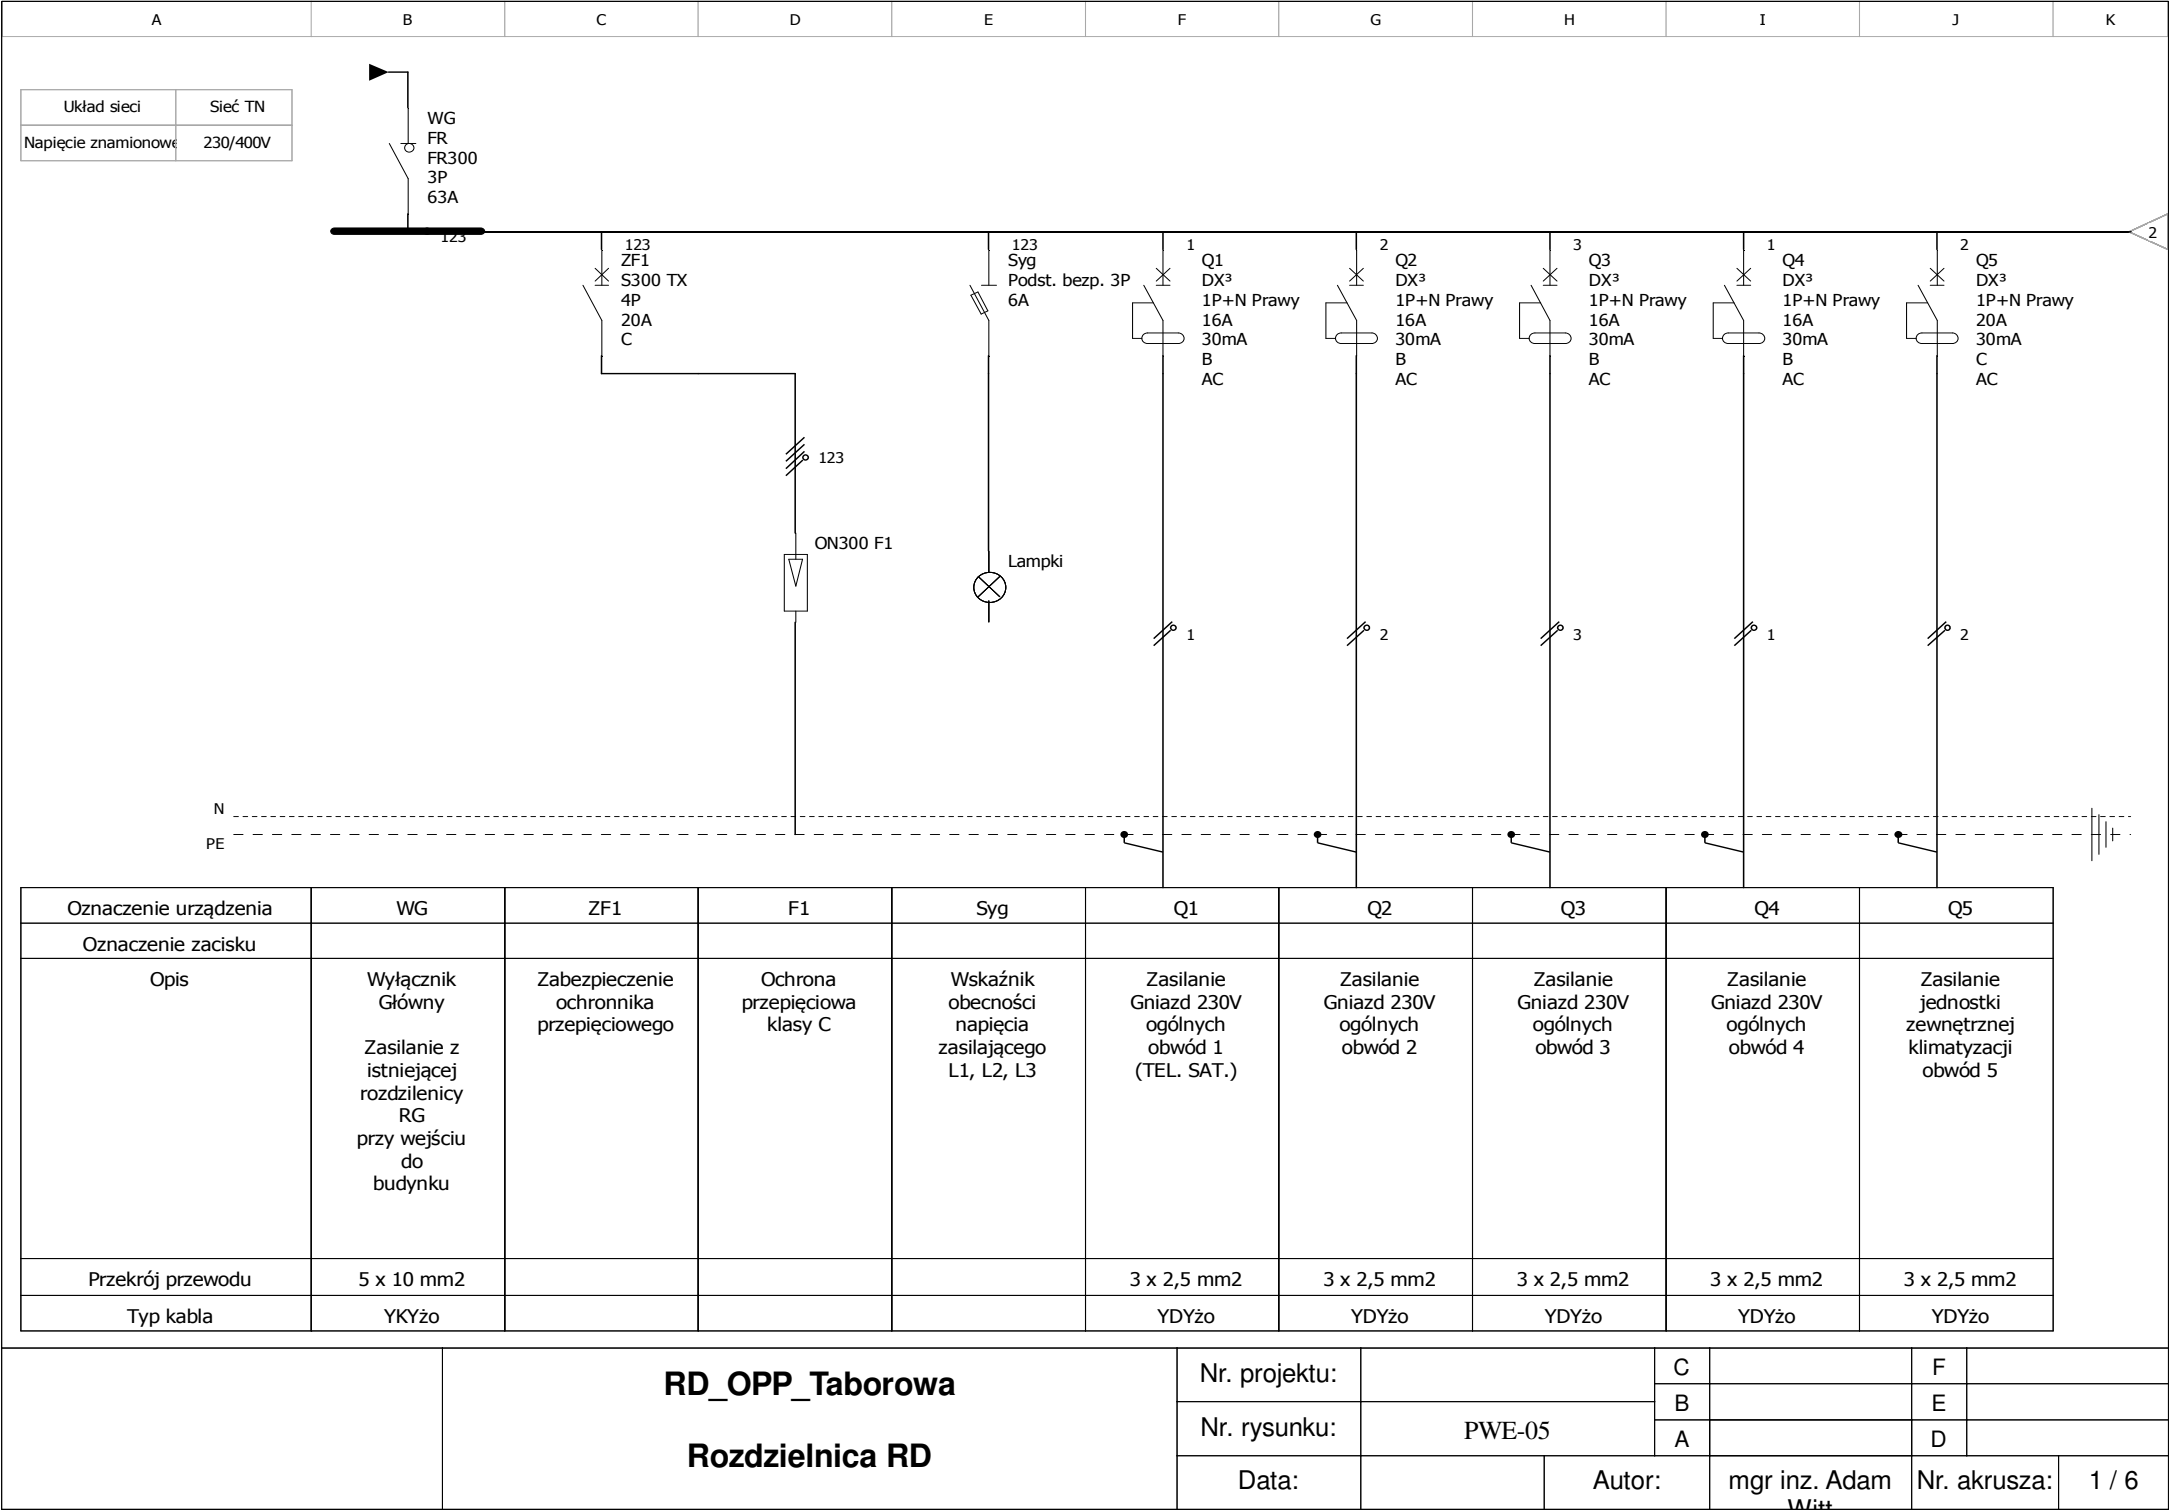 A B C D E F G H I J K
Układ sieci Sieć TN
Napięcie znamionowe 230/400V
WG
FR
FR300
3P
63A
123
2
123
ZF1
S300 TX
4P
20A
C
123
Syg
Podst. bezp. 3P
6A
1
Q1
DX³
1P+N Prawy
16A
30mA
B
AC
2
Q2
DX³
1P+N Prawy
16A
30mA
B
AC
3
Q3
DX³
1P+N Prawy
16A
30mA
B
AC
1
Q4
DX³
1P+N Prawy
16A
30mA
B
AC
2
Q5
DX³
1P+N Prawy
20A
30mA
C
AC
123
ON300 F1
Lampki
1 2 3 1 2
N
PE
Oznaczenie urządzenia WG ZF1 F1 Syg Q1 Q2 Q3 Q4 Q5
Oznaczenie zacisku
Opis
Wyłącznik
Główny
Zasilanie z
istniejącej
rozdzilenicy
RG
przy wejściu
do
budynku
Zabezpieczenie
ochronnika
przepięciowego
Ochrona
przepięciowa
klasy C
Wskaźnik
obecności
napięcia
zasilającego
L1, L2, L3
Zasilanie
Gniazd 230V
ogólnych
obwód 1
(TEL. SAT.)
Zasilanie
Gniazd 230V
ogólnych
obwód 2
Zasilanie
Gniazd 230V
ogólnych
obwód 3
Zasilanie
Gniazd 230V
ogólnych
obwód 4
Zasilanie
jednostki
zewnętrznej
klimatyzacji
obwód 5
Przekrój przewodu 5 x 10 mm2 3 x 2,5 mm2 3 x 2,5 mm2 3 x 2,5 mm2 3 x 2,5 mm2 3 x 2,5 mm2
Typ kabla YKYżo YDYżo YDYżo YDYżo YDYżo YDYżo
RD_OPP_Taborowa
Rozdzielnica RD
Nr. projektu:
Nr. rysunku: PWE-05
C F
B E
A D
Data: Autor: mgr inz. Adam
Witt
Nr. akrusza: 1 / 6